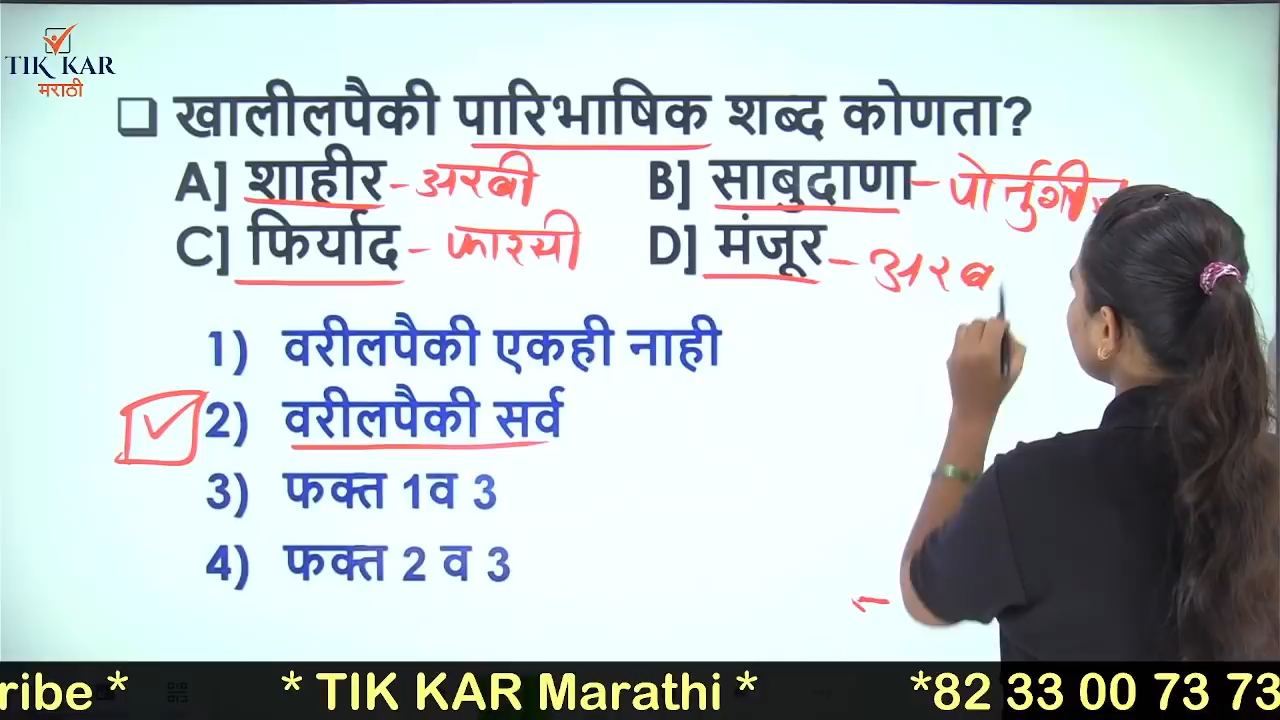 TIK KAR
मराठी
खालीलपैकी पारिभाषिक शब्द कोणता?
A] शाहीर - अरबी B] साबुदाणा - पोर्तुगीज
C] फिर्याद - फारसी D] मंजूर - अरब
1) वरीलपैकी एकही नाही
2) वरीलपैकी सर्व
3) फक्त 1व 3
4) फक्त 2 व 3
ribe * * TIK KAR Marathi * *82 33 00 73 73